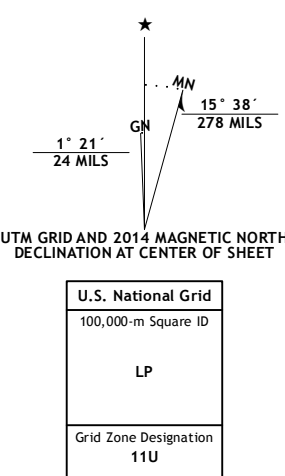 ★
MN
GN
15° 38´
278 MILS
1° 21´
24 MILS
UTM GRID AND 2014 MAGNETIC NORTH
DECLINATION AT CENTER OF SHEET
U.S. National Grid
100,000-m Square ID
LP
Grid Zone Designation
11U